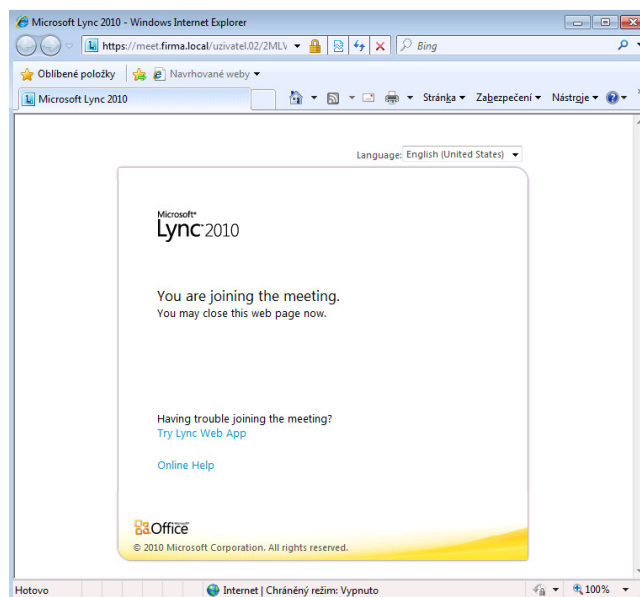 Microsoft Lync 2010 - Windows Internet Explorer
https://meet.firma.local/uzivatel.02/2MLV
Bing
Oblíbené položky
Navrhované weby
Microsoft Lync 2010
Stránka
Zabezpečení
Nástroje
Language: English (United States)
Microsoft®
Lync™ 2010
You are joining the meeting.
You may close this web page now.
Having trouble joining the meeting?
Try Lync Web App
Online Help
Office
© 2010 Microsoft Corporation. All rights reserved.
Hotovo
Internet | Chráněný režim: Vypnuto
100%